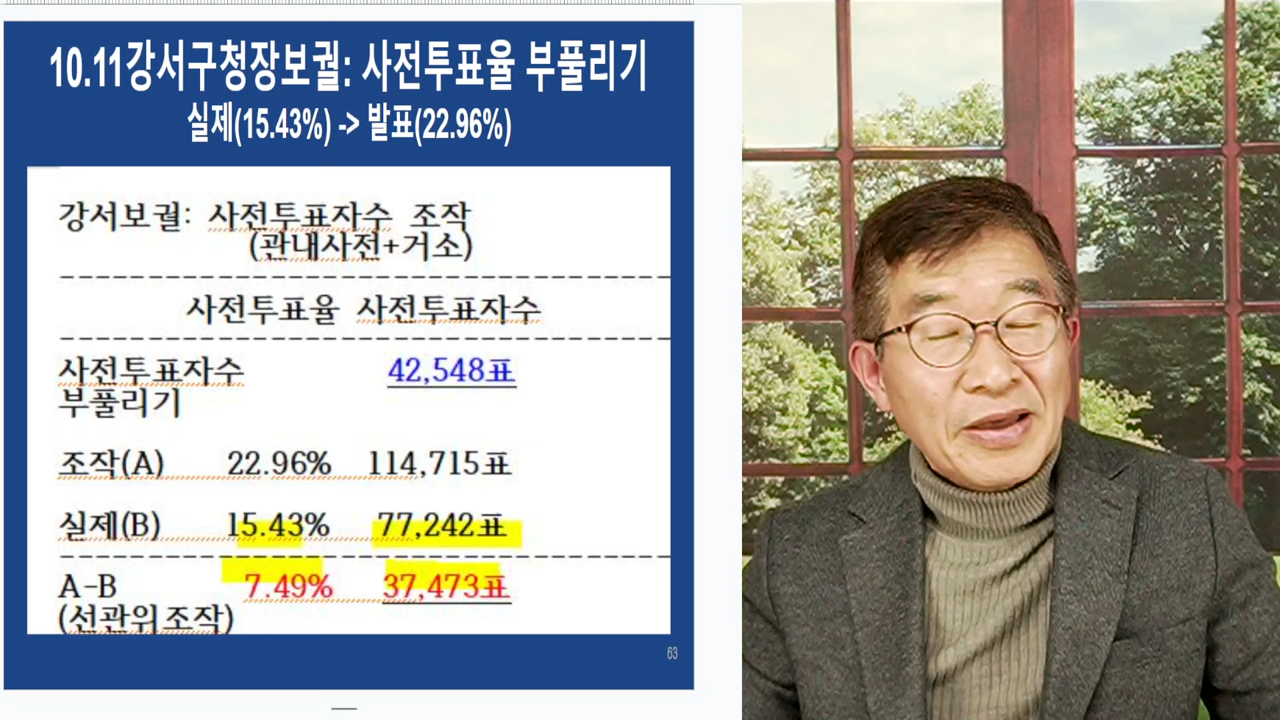 10.11강서구청장보궐: 사전투표율 부풀리기
실제(15.43%) -> 발표(22.96%)
강서보궐: 사전투표자수 조작
(관내사전+거소)
사전투표율 사전투표자수
사전투표자수 42,548표
부풀리기
조작(A) 22.96% 114,715표
실제(B) 15.43% 77,242표
A-B 7.49% 37,473표
(선관위조작)
63